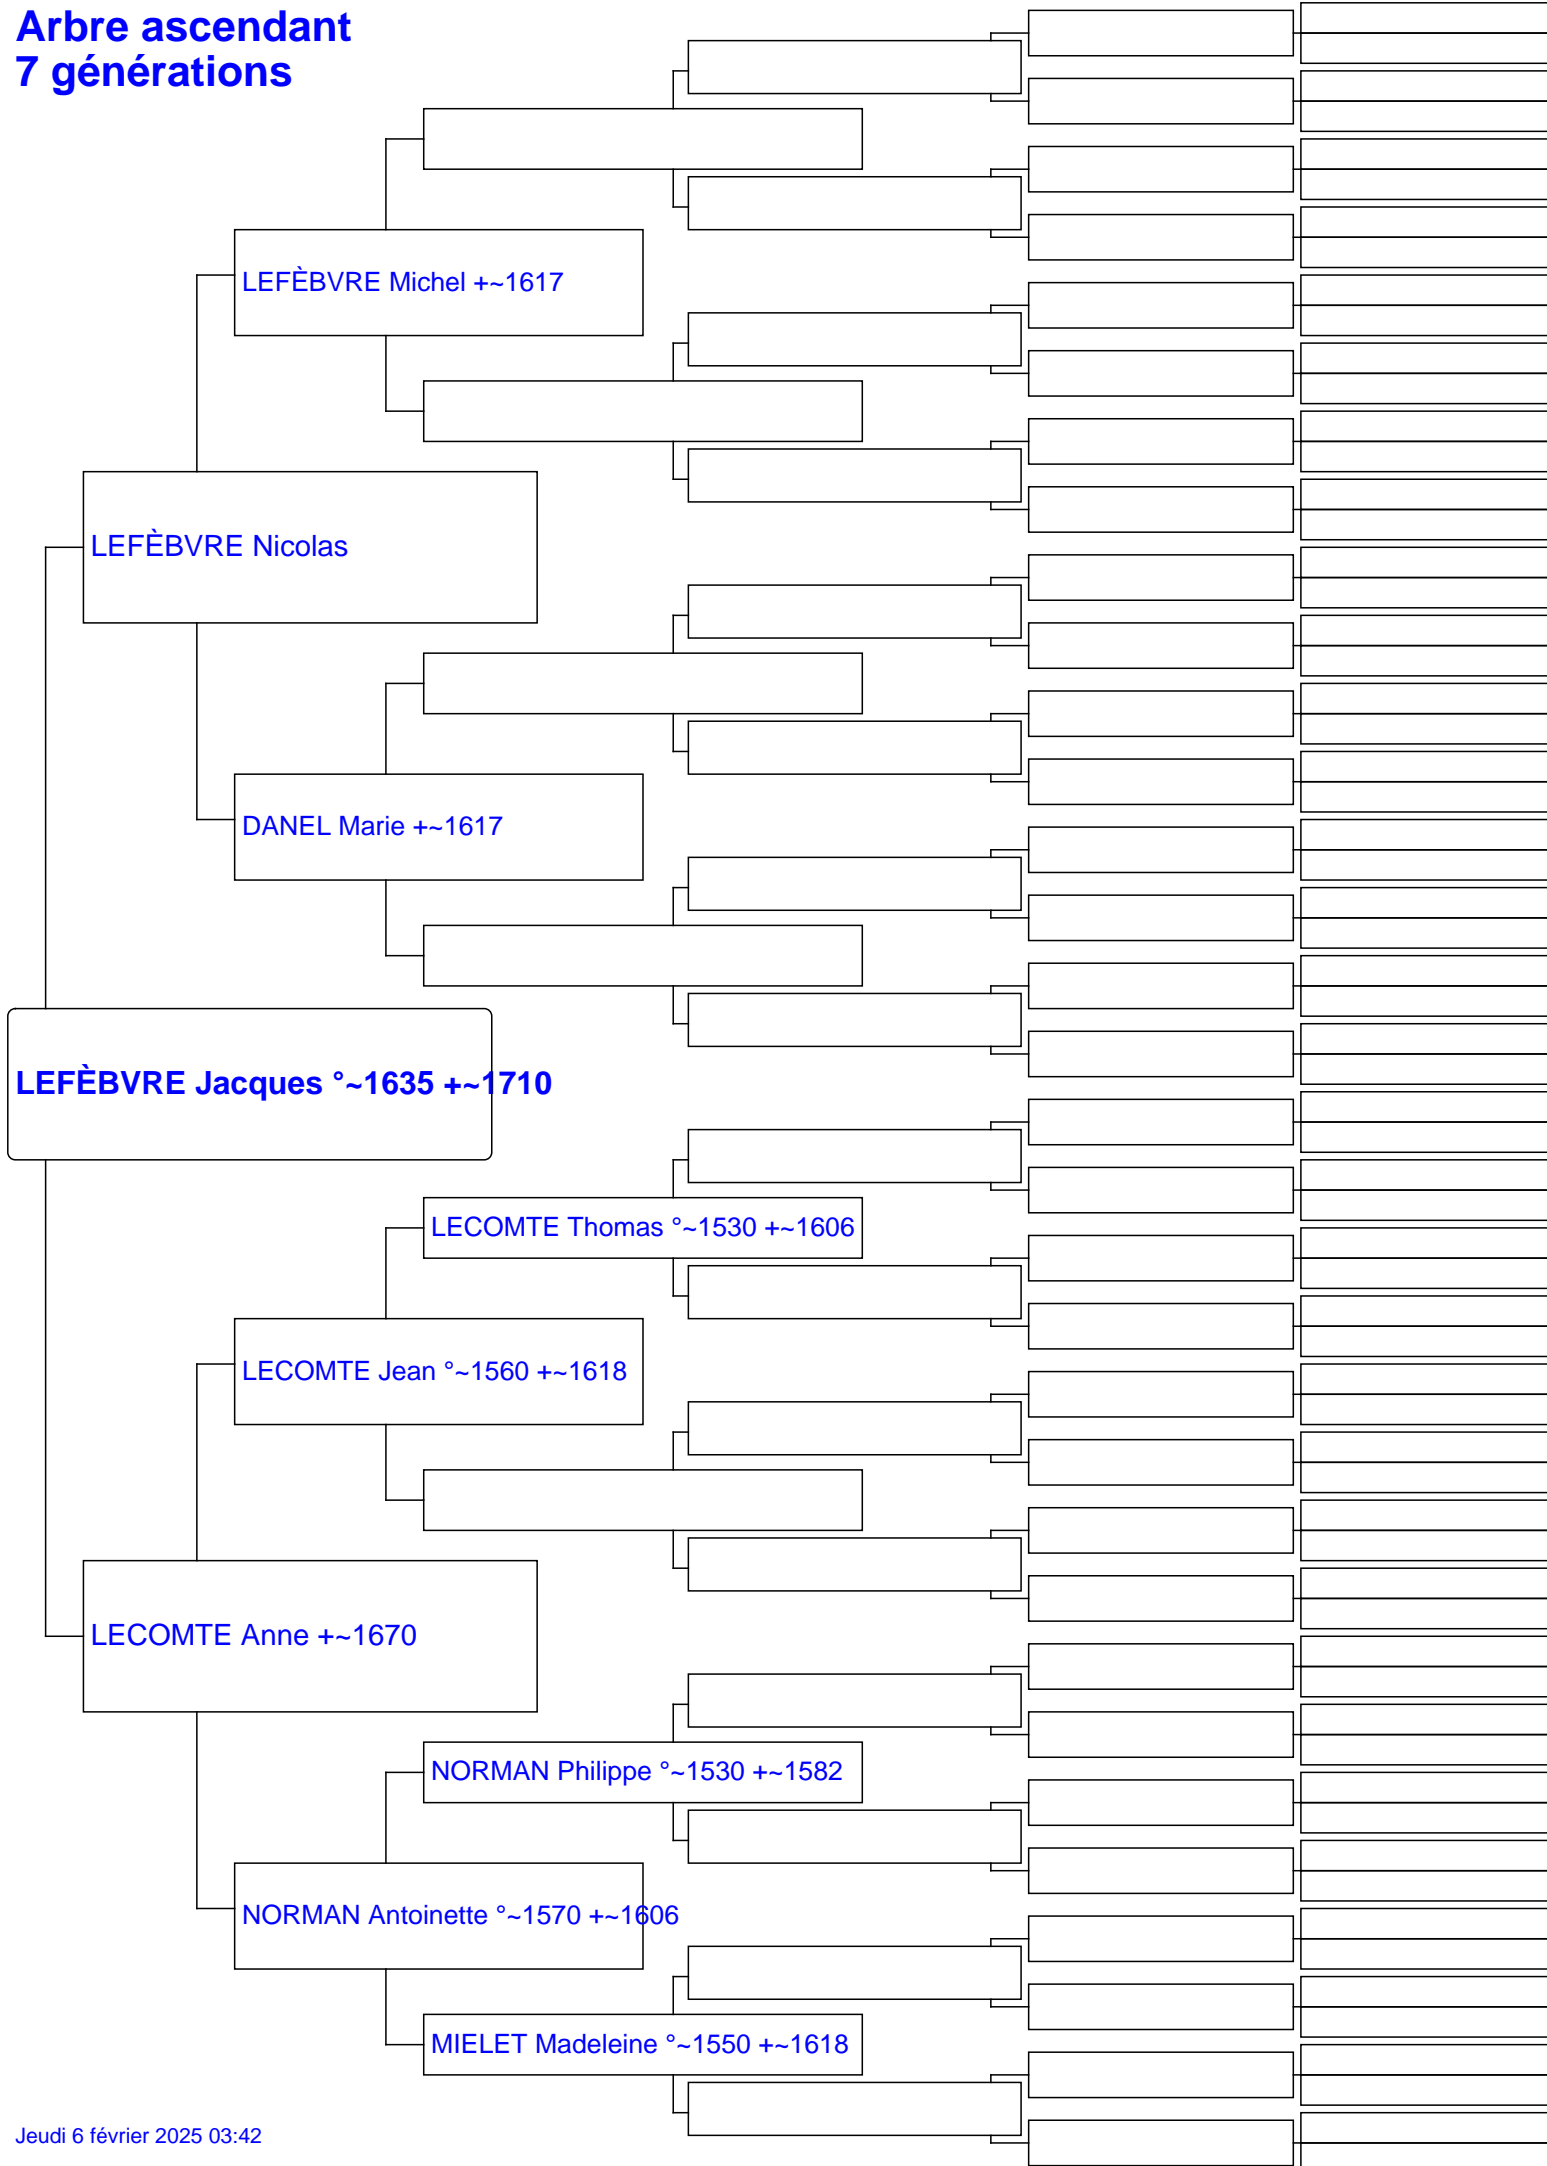 Arbre ascendant
7 générations
LEFÈBVRE Michel +~1617
LEFÈBVRE Nicolas
DANEL Marie +~1617
LEFÈBVRE Jacques °~1635 +~1710
LECOMTE Thomas °~1530 +~1606
LECOMTE Jean °~1560 +~1618
LECOMTE Anne +~1670
NORMAN Philippe °~1530 +~1582
NORMAN Antoinette °~1570 +~1606
MIELET Madeleine °~1550 +~1618
Jeudi 6 février 2025 03:42